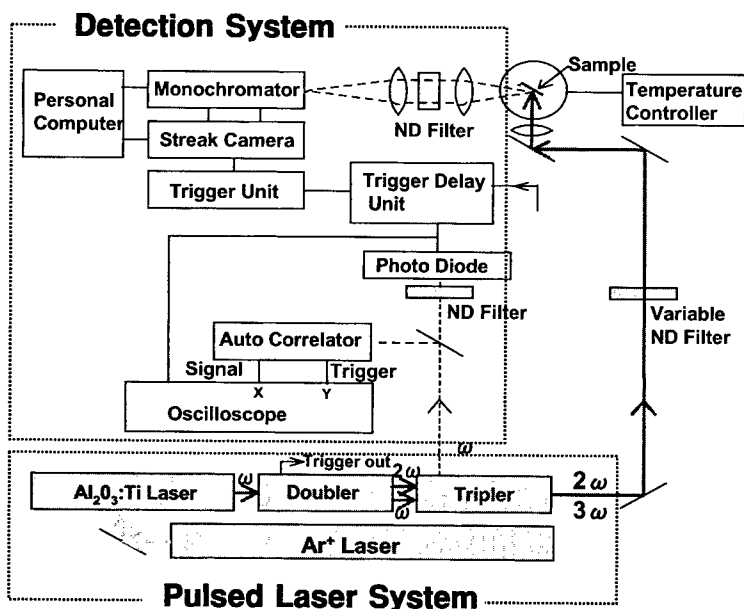 Detection System
Sample
Monochromator
Personal
Computer
Temperature
Controller
ND Filter
Streak Camera
Trigger Unit
Trigger Delay
Unit
Photo Diode
ND Filter
Variable
ND Filter
Auto Correlator
Signal
Trigger
X
Y
Oscilloscope
ω
Trigger out
Al₂0₃:Ti Laser
ω
Doubler
2ω
ω
Tripler
2ω
3ω
Ar⁺ Laser
Pulsed Laser System